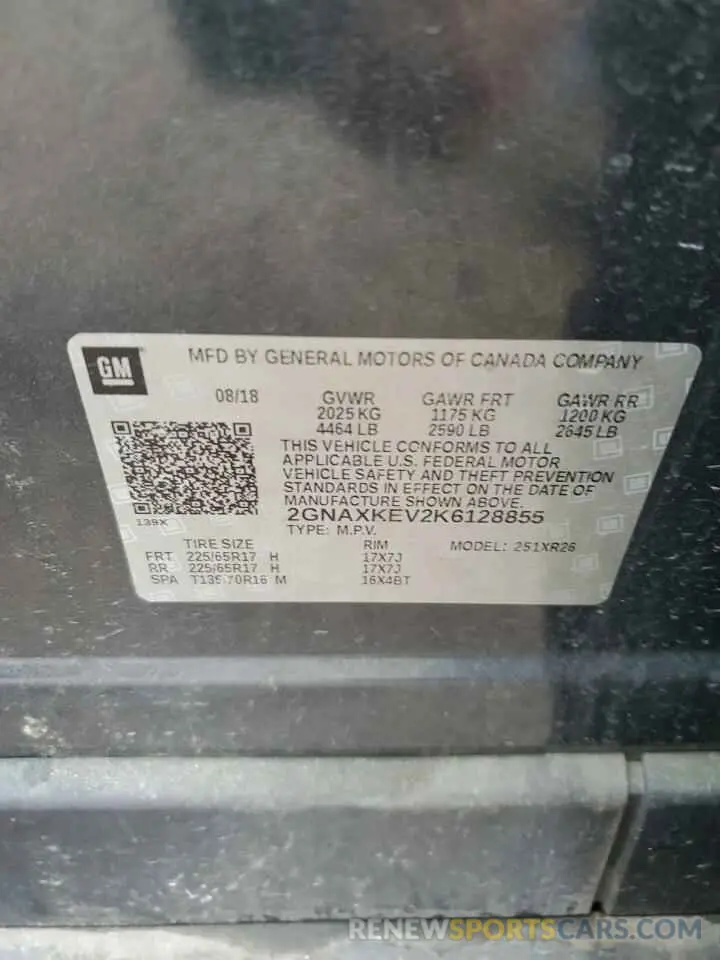 GM
MFD BY GENERAL MOTORS OF CANADA COMPANY
08/18 GVWR GAWR FRT GAWR RR
2025 KG 1175 KG 1200 KG
4464 LB 2590 LB 2645 LB
THIS VEHICLE CONFORMS TO ALL
APPLICABLE U.S. FEDERAL MOTOR
VEHICLE SAFETY AND THEFT PREVENTION
STANDARDS IN EFFECT ON THE DATE OF
MANUFACTURE SHOWN ABOVE.
139X 2GNAXKEV2K6128855
TYPE: M.P.V.
TIRE SIZE RIM MODEL: 251XR26
FRT 225/65R17 H 17X7J
RR 225/65R17 H 17X7J
SPA T135/70R16 M 16X4BT
RENEWSPORTSCARS.COM